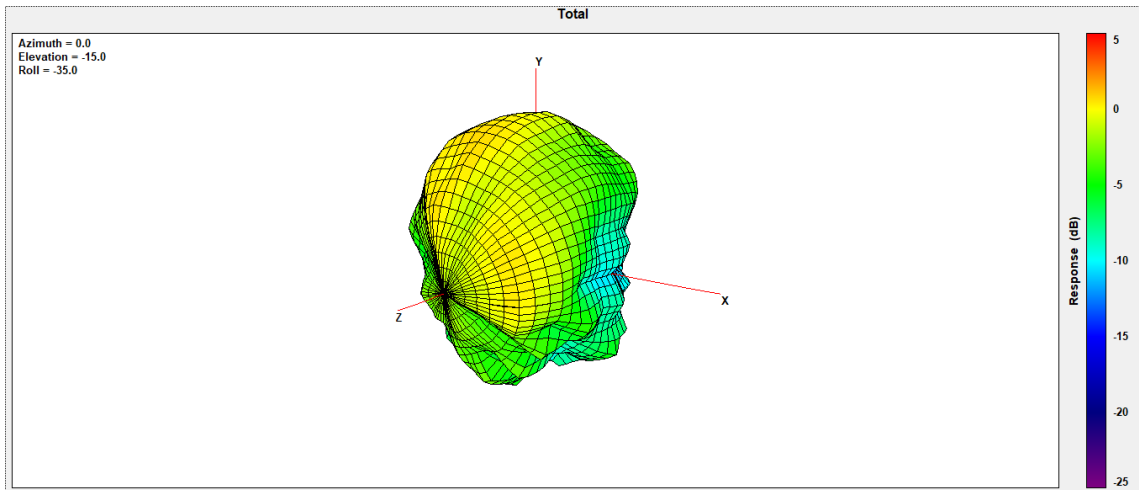 Total
Azimuth = 0.0
Elevation = -15.0
Roll = -35.0
Y
X
Z
5
0
-5
-10
-15
-20
-25
Response (dB)